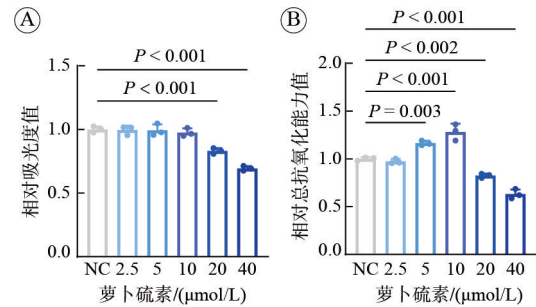 A
P < 0.001
P < 0.001
相对吸光度值
1.5
1.0
0.5
0.0
NC 2.5 5 10 20 40
萝卜硫素/(μmol/L)
B
P < 0.001
P < 0.002
P < 0.001
P = 0.003
相对总抗氧化能力值
2.0
1.5
1.0
0.5
0.0
NC 2.5 5 10 20 40
萝卜硫素/(μmol/L)